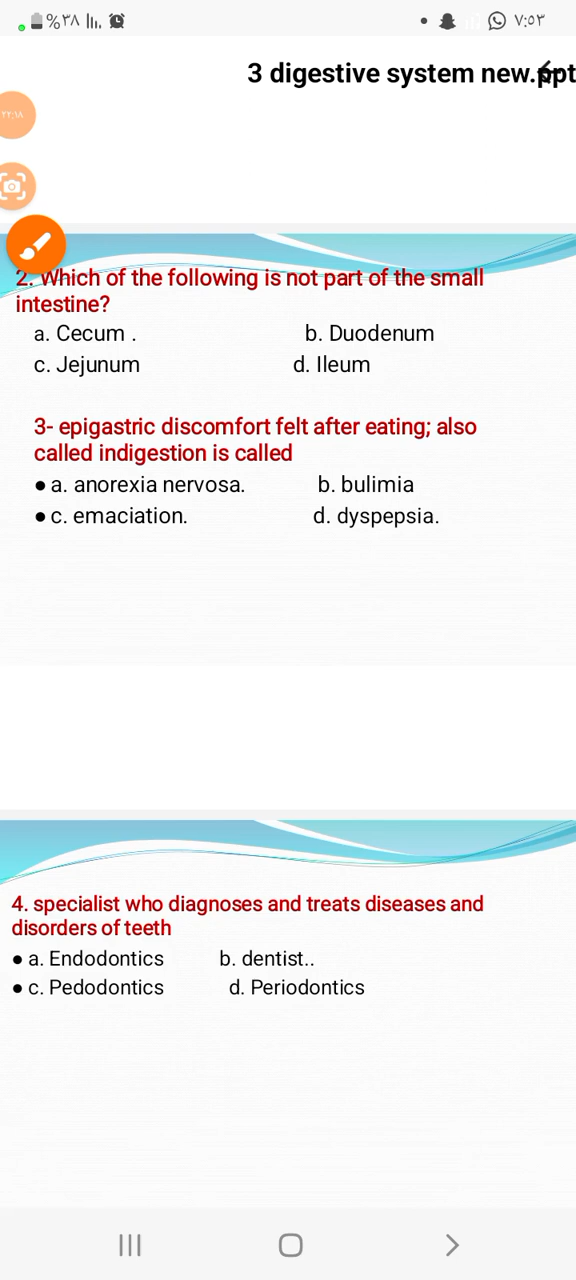 %٣٨ ٧:٥٣
3 digestive system new.ppt
٢٢:١٨
2. Which of the following is not part of the small
intestine?
a. Cecum . b. Duodenum
c. Jejunum d. Ileum
3- epigastric discomfort felt after eating; also
called indigestion is called
• a. anorexia nervosa. b. bulimia
• c. emaciation. d. dyspepsia.
4. specialist who diagnoses and treats diseases and
disorders of teeth
• a. Endodontics b. dentist..
• c. Pedodontics d. Periodontics